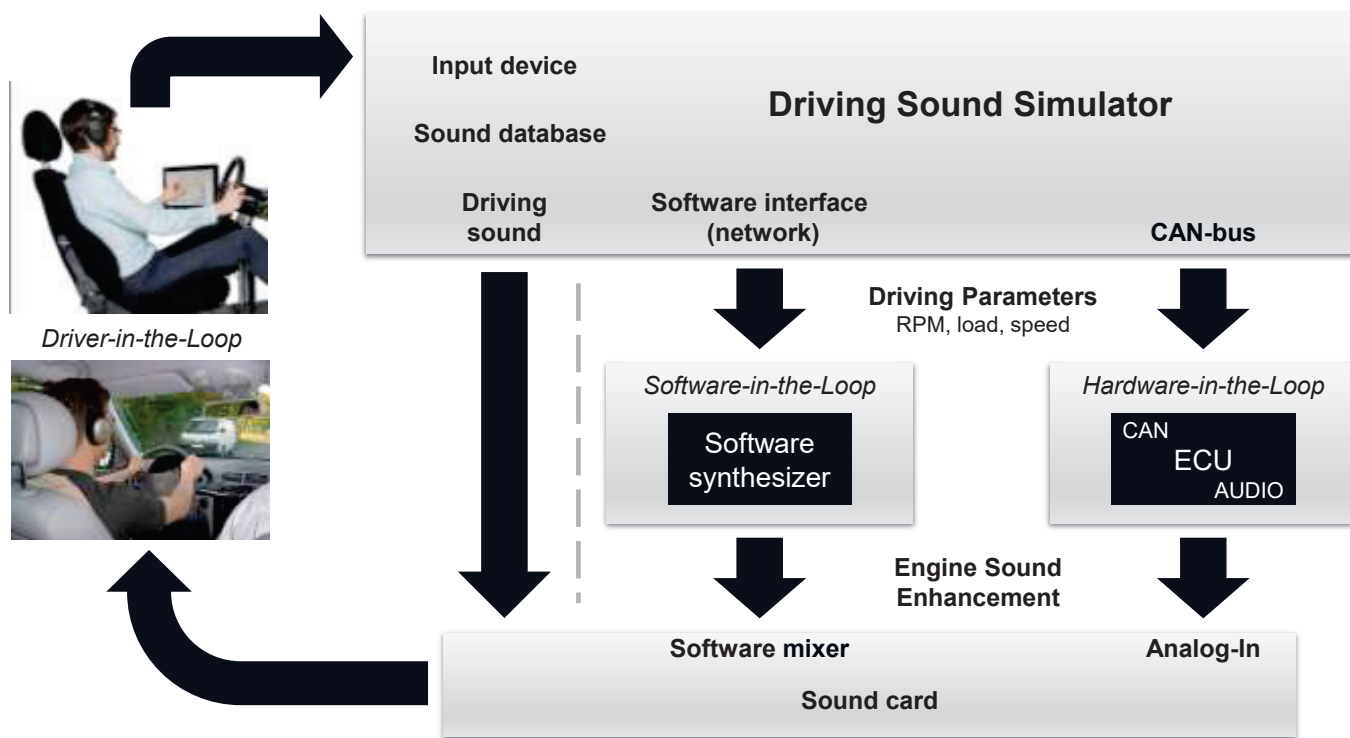 Input device
Driving Sound Simulator
Sound database
Driving
sound
Software interface
(network)
CAN-bus
Driving Parameters
RPM, load, speed
Driver-in-the-Loop
Software-in-the-Loop
Software
synthesizer
Hardware-in-the-Loop
CAN
ECU
AUDIO
Engine Sound
Enhancement
Software mixer
Analog-In
Sound card